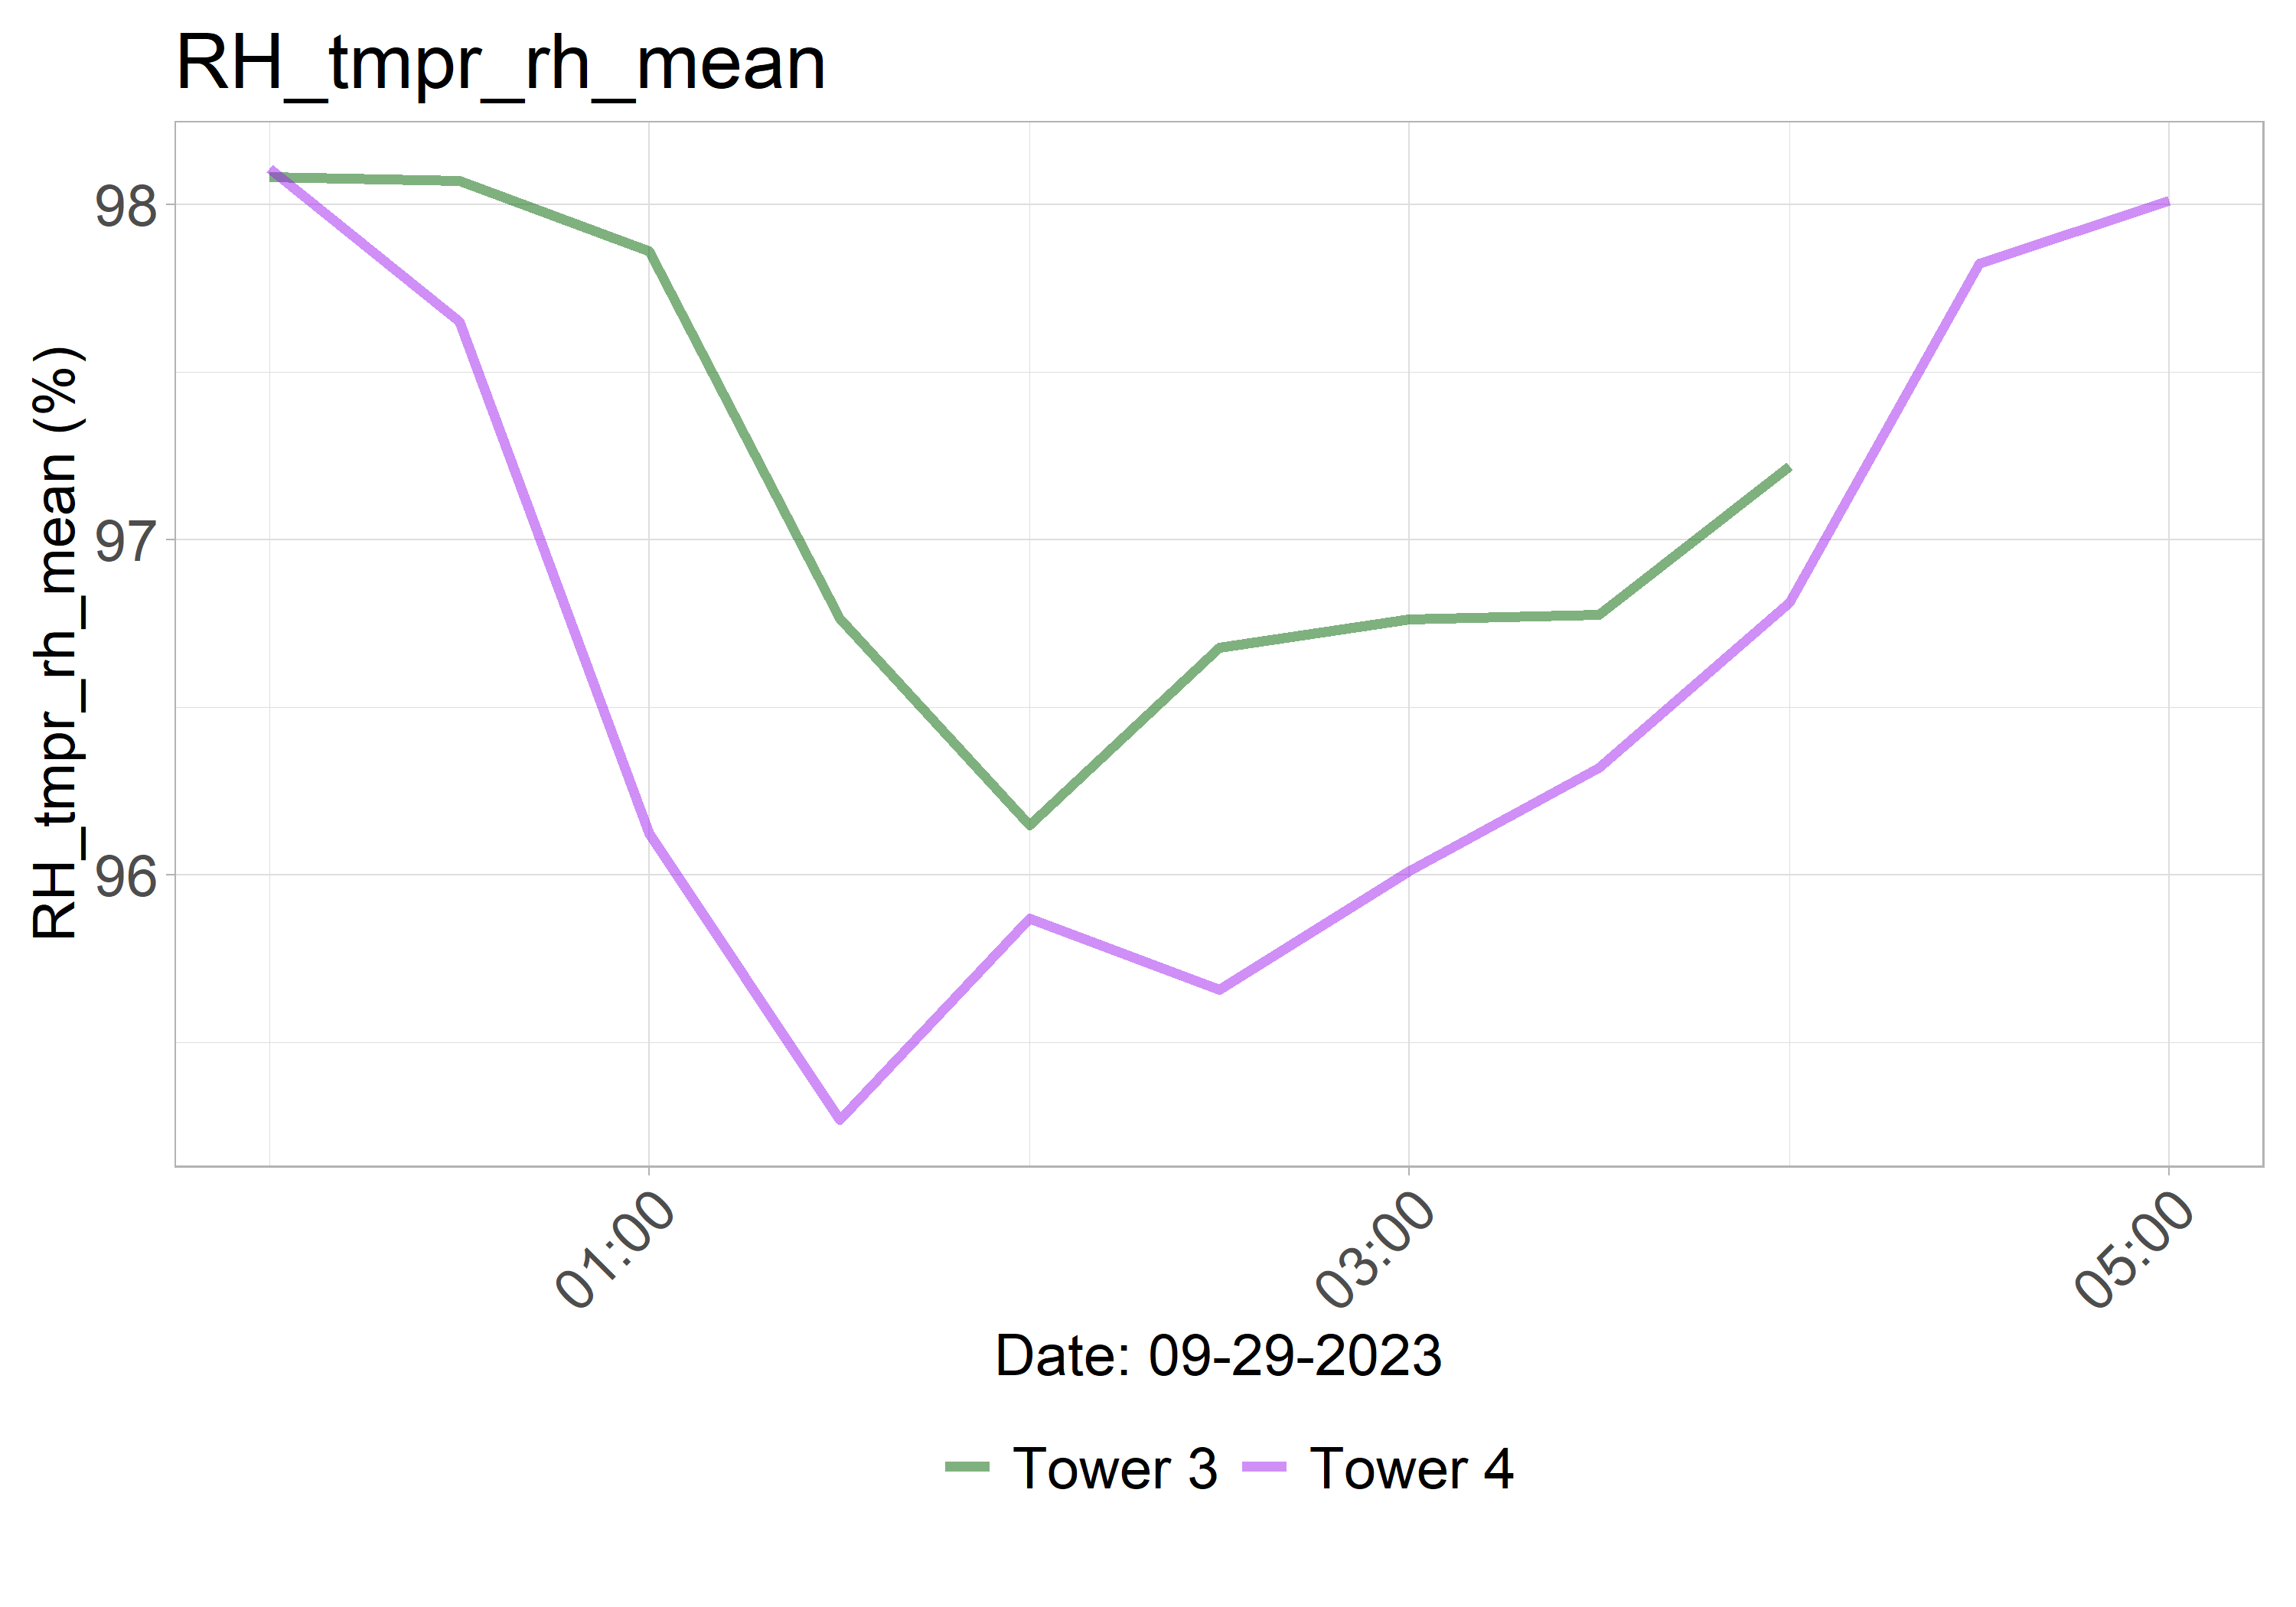 RH_tmpr_rh_mean
RH_tmpr_rh_mean (%)
98
97
96
01:00
03:00
05:00
Date: 09-29-2023
Tower 3
Tower 4